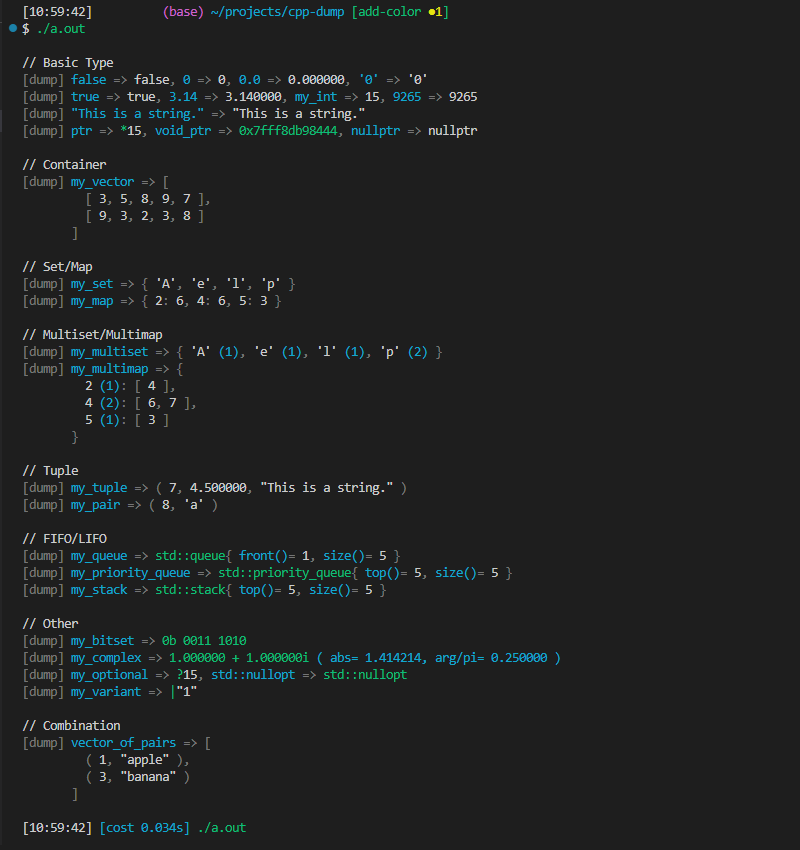 [10:59:42] (base) ~/projects/cpp-dump [add-color ●1]
$ ./a.out
// Basic Type
[dump] false => false, 0 => 0, 0.0 => 0.000000, '0' => '0'
[dump] true => true, 3.14 => 3.140000, my_int => 15, 9265 => 9265
[dump] "This is a string." => "This is a string."
[dump] ptr => *15, void_ptr => 0x7fff8db98444, nullptr => nullptr
// Container
[dump] my_vector => [
[ 3, 5, 8, 9, 7 ],
[ 9, 3, 2, 3, 8 ]
]
// Set/Map
[dump] my_set => { 'A', 'e', 'l', 'p' }
[dump] my_map => { 2: 6, 4: 6, 5: 3 }
// Multiset/Multimap
[dump] my_multiset => { 'A' (1), 'e' (1), 'l' (1), 'p' (2) }
[dump] my_multimap => {
2 (1): [ 4 ],
4 (2): [ 6, 7 ],
5 (1): [ 3 ]
}
// Tuple
[dump] my_tuple => ( 7, 4.500000, "This is a string." )
[dump] my_pair => ( 8, 'a' )
// FIFO/LIFO
[dump] my_queue => std::queue{ front()= 1, size()= 5 }
[dump] my_priority_queue => std::priority_queue{ top()= 5, size()= 5 }
[dump] my_stack => std::stack{ top()= 5, size()= 5 }
// Other
[dump] my_bitset => 0b 0011 1010
[dump] my_complex => 1.000000 + 1.000000i ( abs= 1.414214, arg/pi= 0.250000 )
[dump] my_optional => ?15, std::nullopt => std::nullopt
[dump] my_variant => |"1"
// Combination
[dump] vector_of_pairs => [
( 1, "apple" ),
( 3, "banana" )
]
[10:59:42] [cost 0.034s] ./a.out